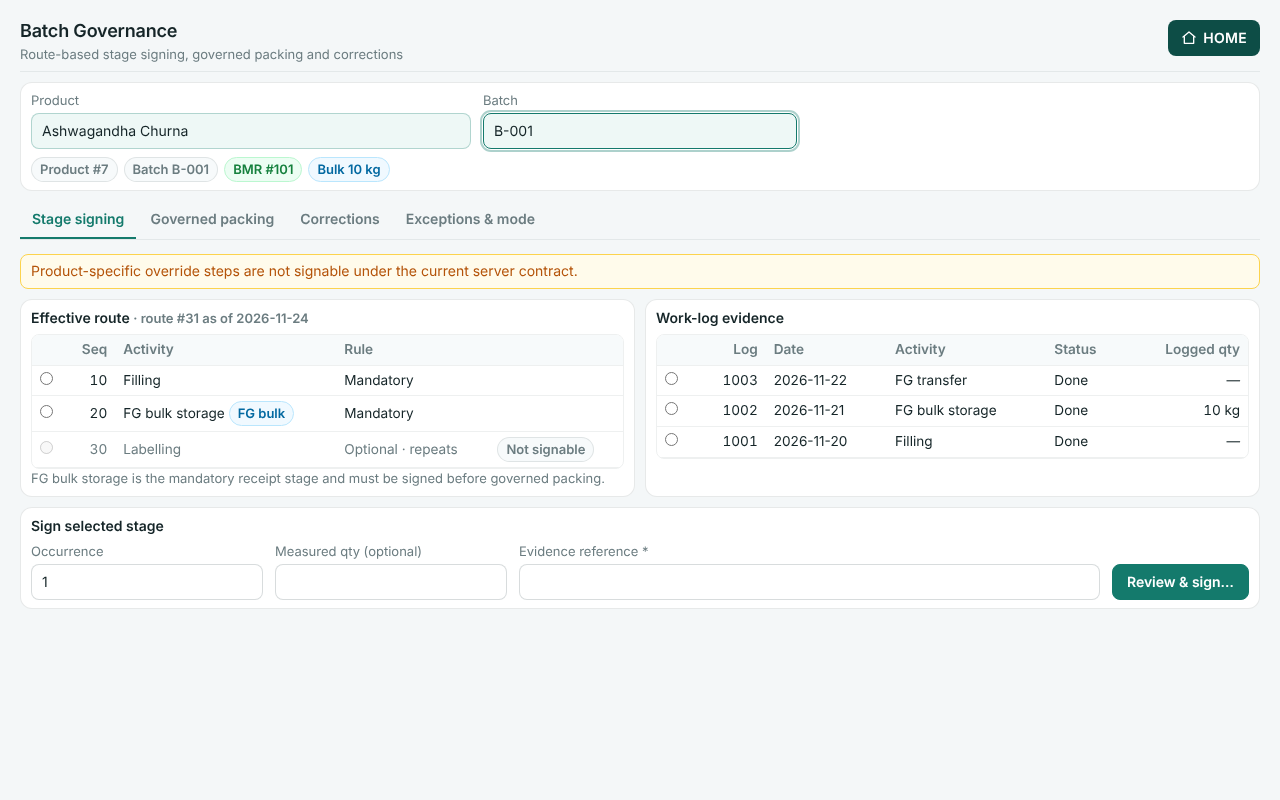 Batch Governance
Route-based stage signing, governed packing and corrections
HOME
Product
Batch
Ashwagandha Churna
B-001
Product #7
Batch B-001
BMR #101
Bulk 10 kg
Stage signing
Governed packing
Corrections
Exceptions & mode
Product-specific override steps are not signable under the current server contract.
Effective route · route #31 as of 2026-11-24
Seq Activity Rule
10 Filling Mandatory
20 FG bulk storage FG bulk Mandatory
30 Labelling Optional · repeats Not signable
FG bulk storage is the mandatory receipt stage and must be signed before governed packing.
Work-log evidence
Log Date Activity Status Logged qty
1003 2026-11-22 FG transfer Done —
1002 2026-11-21 FG bulk storage Done 10 kg
1001 2026-11-20 Filling Done —
Sign selected stage
Occurrence
Measured qty (optional)
Evidence reference *
1
Review & sign...